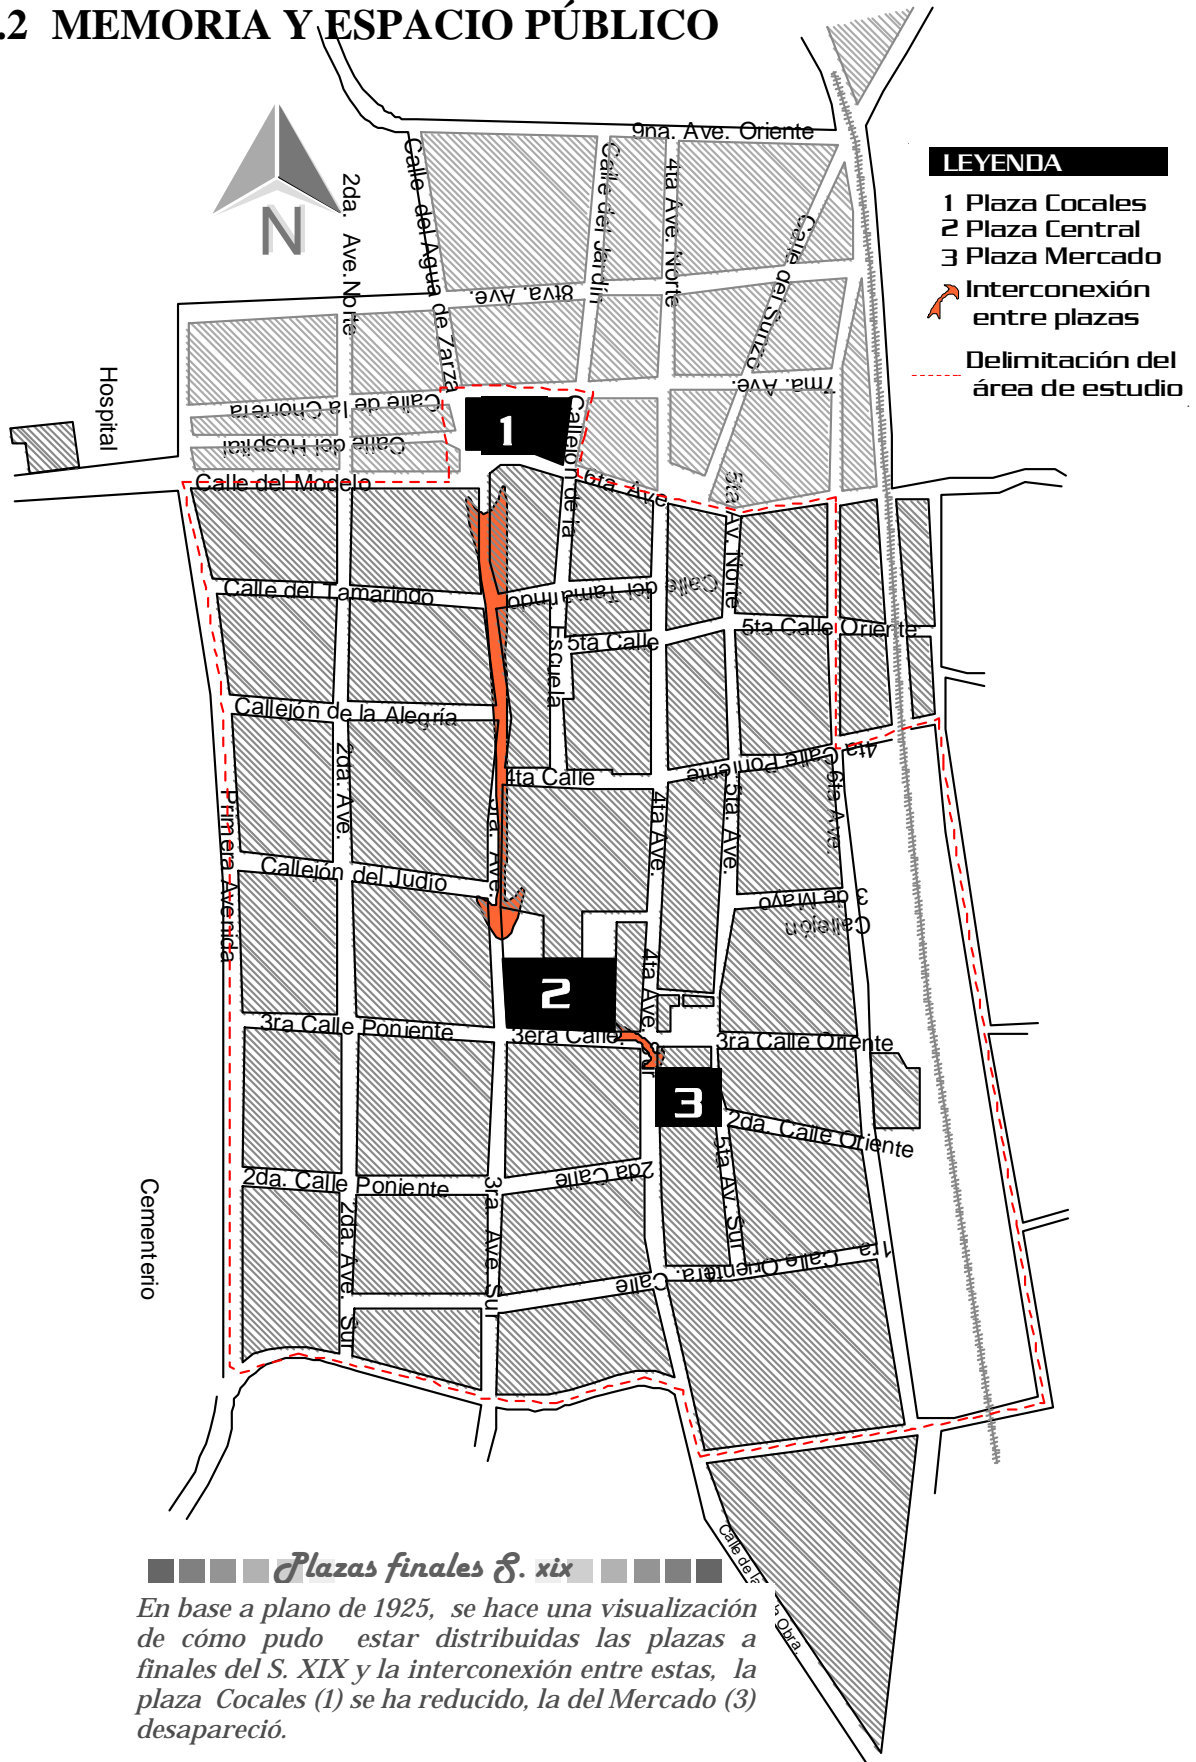 .2 MEMORIA Y ESPACIO PÚBLICO
9na. Ave. Oriente
N
2da. Ave. Norte
Calle del Agua de Zarza
Calle del Jardín
4ta Ave. Norte
Calle del Sunzo
8tva. Ave.
7ma. Ave.
LEYENDA
1 Plaza Cocales
2 Plaza Central
3 Plaza Mercado
Interconexión
entre plazas
Delimitación del
área de estudio
Hospital
Calle de la Chorrera
Calle del Hospital
Calle del Modelo
1
Callejón de la
Escuela
6ta. Ave
5ta Av. Norte
Calle del Tamarindo
Calle del Tamarindo
5ta Calle
5ta Calle Oriente
Callejón de la Alegría
2da. Ave.
4ta Calle
4ta Calle Poniente
Primera Avenida
3ra. Ave.
4ta Ave.
5ta. Ave.
6ta. Ave.
Callejón del Judío
3 de Mayo
Callejón
2
4ta Ave. Sur
3ra Calle Poniente
3era Calle.
3ra Calle Oriente
3
2da. Calle Oriente
5ta Av. Sur
2da. Calle Poniente
2da Calle
Cementerio
2da. Ave. Sur
3ra. Ave Sur
1ra. Calle Oriente
Calle
Plazas finales S. xix
En base a plano de 1925, se hace una visualización
de cómo pudo estar distribuidas las plazas a
finales del S. XIX y la interconexión entre estas, la
plaza Cocales (1) se ha reducido, la del Mercado (3)
desapareció.
Calle de la
Obra.